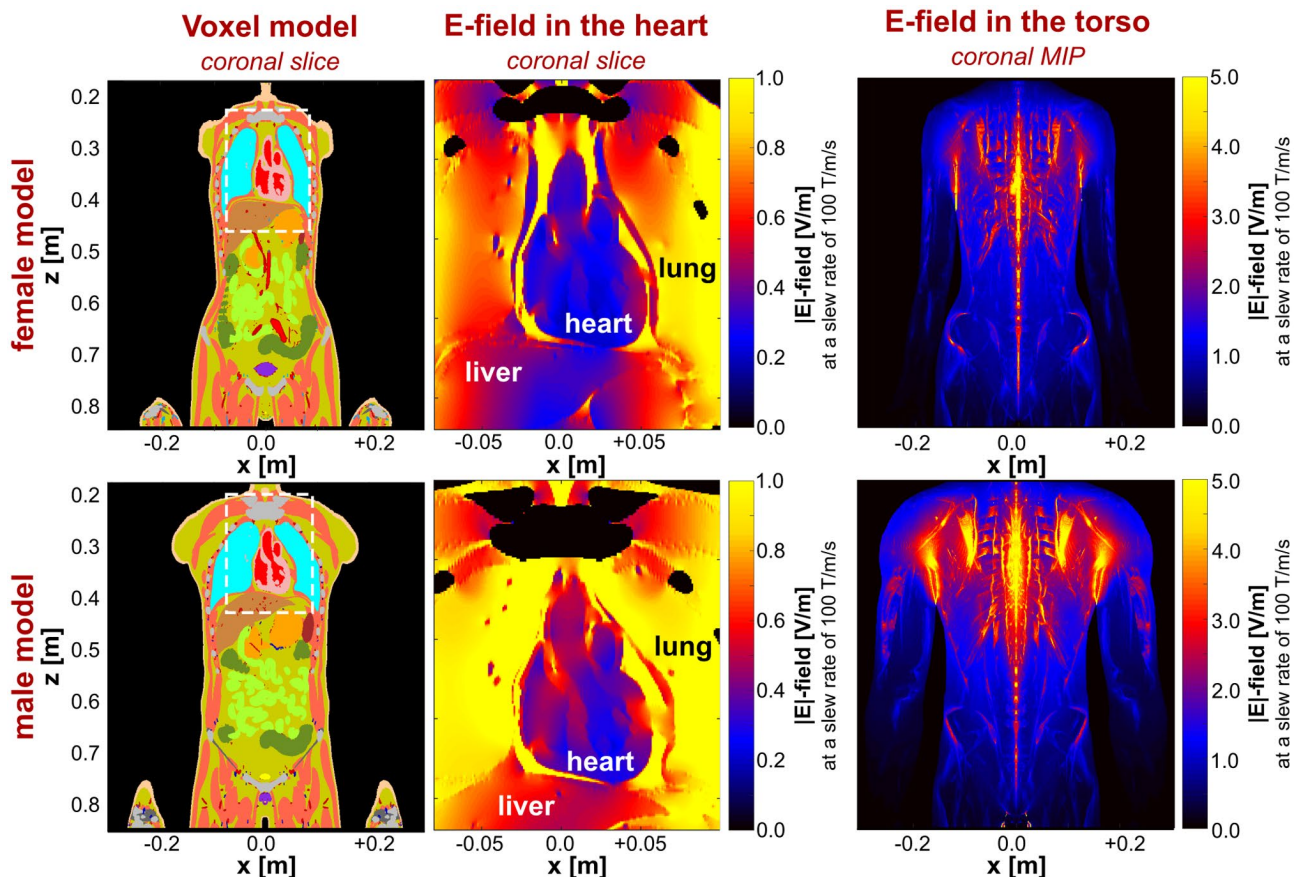 Voxel model
coronal slice
E-field in the heart
coronal slice
E-field in the torso
coronal MIP
female model
z [m]
0.2
0.3
0.4
0.5
0.6
0.7
0.8
-0.2
0.0
+0.2
x [m]
lung
heart
liver
-0.05
0.0
+0.05
x [m]
1.0
0.8
0.6
0.4
0.2
0.0
|E|-field [V/m]
at a slew rate of 100 T/m/s
-0.2
0.0
+0.2
x [m]
5.0
4.0
3.0
2.0
1.0
0.0
|E|-field [V/m]
at a slew rate of 100 T/m/s
male model
z [m]
0.2
0.3
0.4
0.5
0.6
0.7
0.8
-0.2
0.0
+0.2
x [m]
lung
heart
liver
-0.05
0.0
+0.05
x [m]
1.0
0.8
0.6
0.4
0.2
0.0
|E|-field [V/m]
at a slew rate of 100 T/m/s
-0.2
0.0
+0.2
x [m]
5.0
4.0
3.0
2.0
1.0
0.0
|E|-field [V/m]
at a slew rate of 100 T/m/s